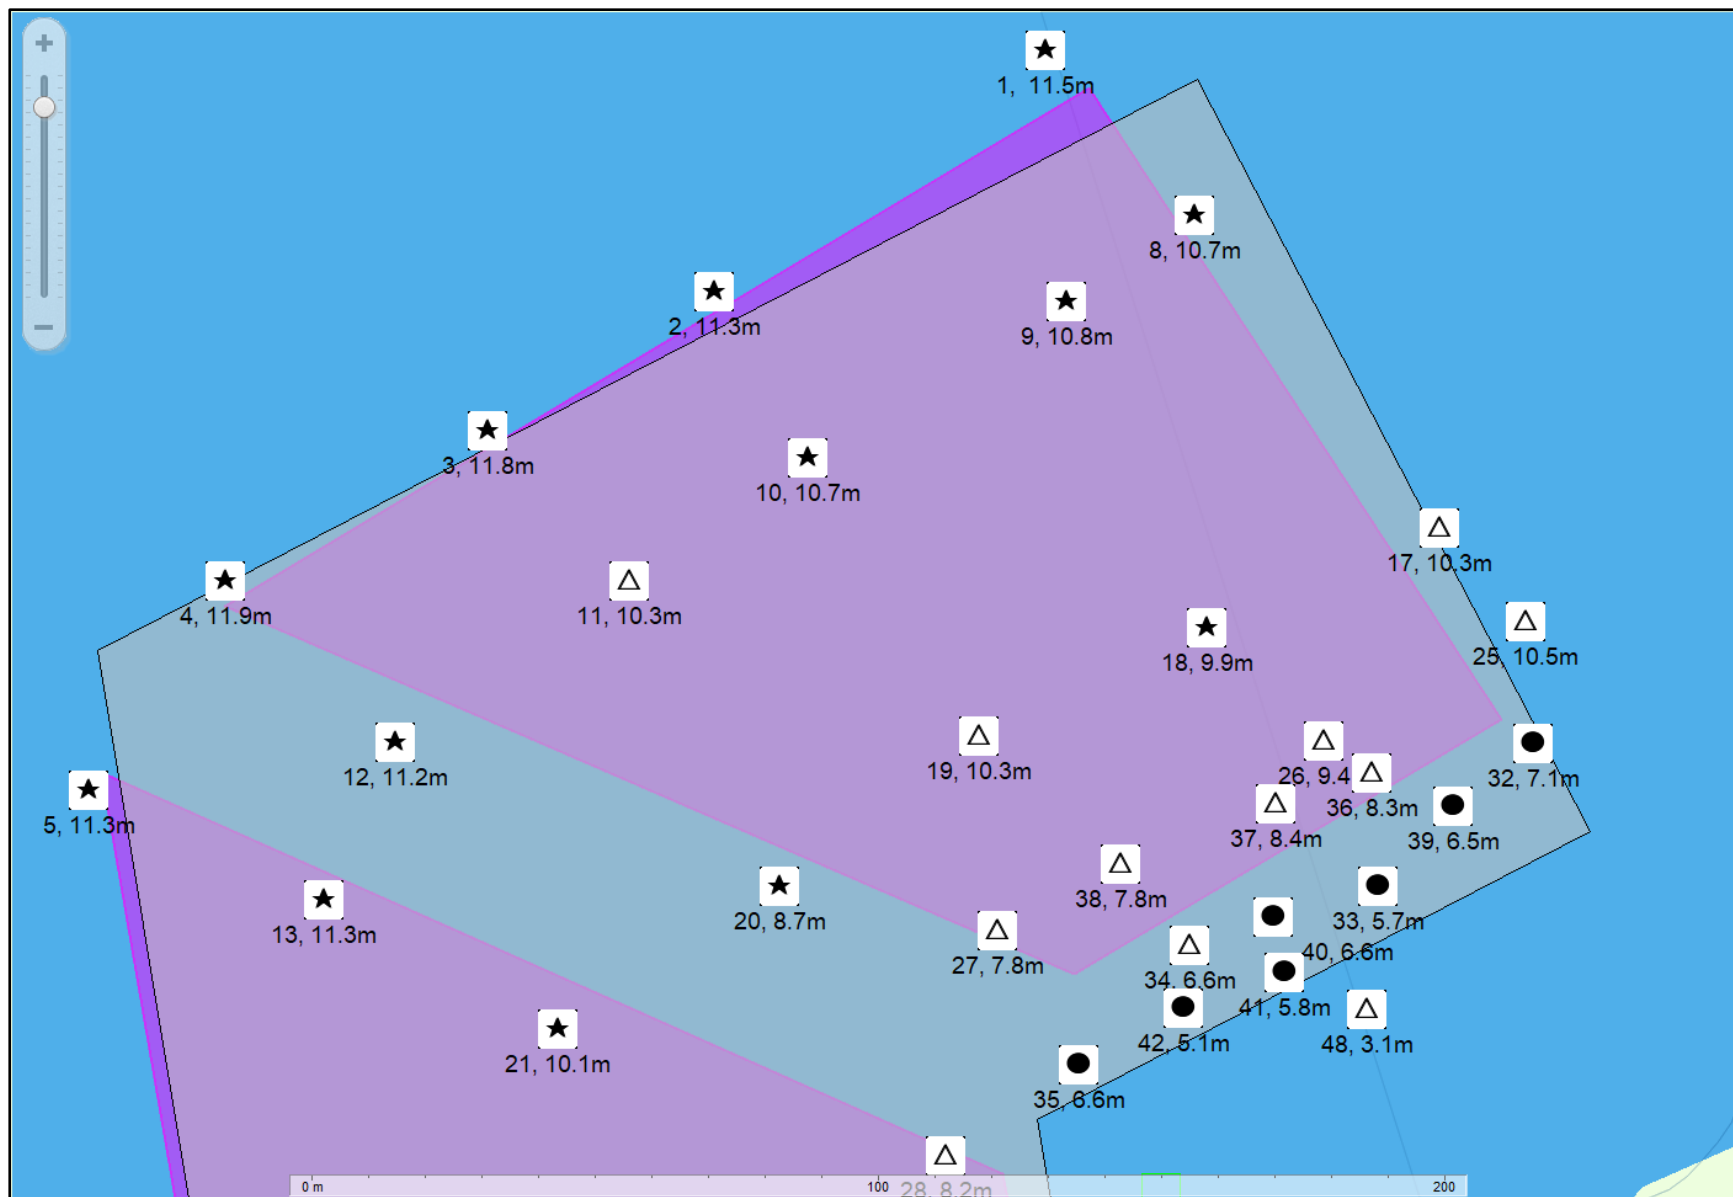 1, 11.5m
8, 10.7m
2, 11.3m
9, 10.8m
3, 11.8m
10, 10.7m
17, 10.3m
4, 11.9m
11, 10.3m
18, 9.9m
25, 10.5m
12, 11.2m
19, 10.3m
26, 9.4
32, 7.1m
36, 8.3m
5, 11.3m
37, 8.4m
39, 6.5m
38, 7.8m
20, 8.7m
33, 5.7m
13, 11.3m
40, 6.6m
27, 7.8m
34, 6.6m
41, 5.8m
42, 5.1m
48, 3.1m
21, 10.1m
35, 6.6m
0 m 100 200
28, 8.2m